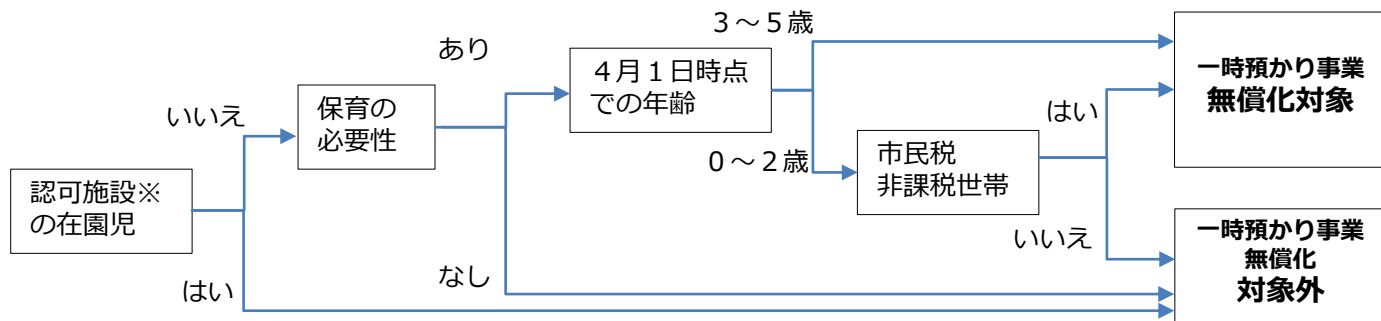 認可施設※
の在園児
いいえ
はい
保育の
必要性
あり
なし
４月１日時点
での年齢
３～５歳
０～２歳
市民税
非課税世帯
はい
いいえ
一時預かり事業
無償化対象
一時預かり事業
無償化
対象外